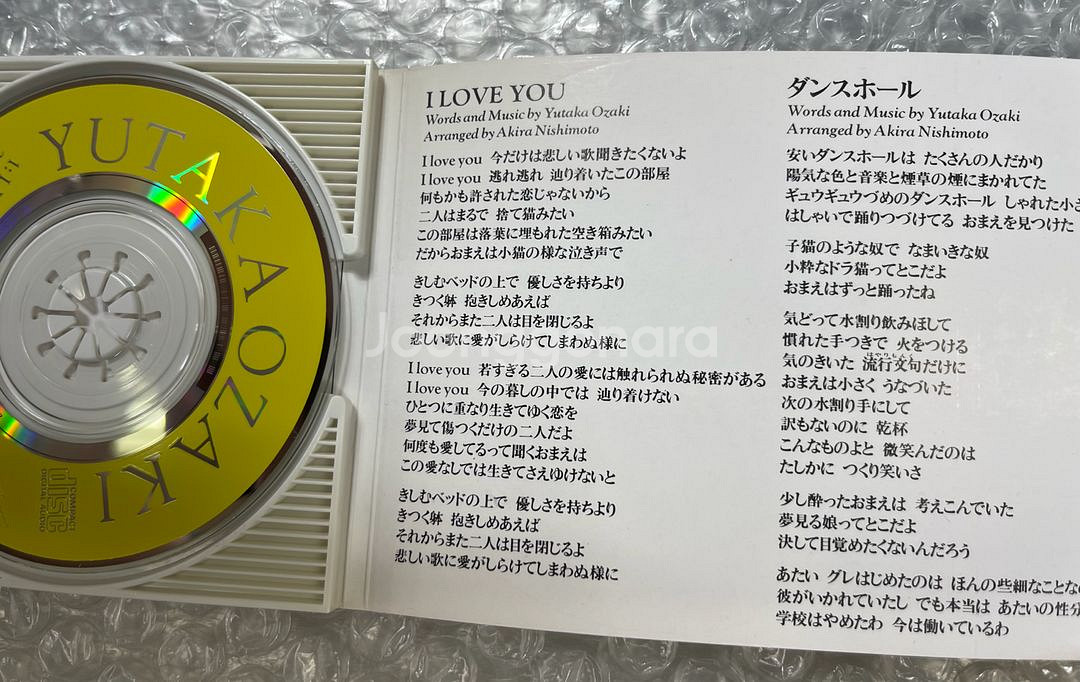 YUTAKA OZAKI
COMPACT
disc
DIGITAL AUDIO
I LOVE YOU
Words and Music by Yutaka Ozaki
Arranged by Akira Nishimoto
I love you 今だけは悲しい歌聞きたくないよ
I love you 逃れ逃れ 辿り着いたこの部屋
何もかも許された恋じゃないから
二人はまるで 捨て猫みたい
この部屋は落葉に埋もれた空き箱みたい
だからおまえは小猫の様な泣き声で
きしむベッドの上で 優しさを持ちより
きつく躰 抱きしめあえば
それからまた二人は目を閉じるよ
悲しい歌に愛がしらけてしまわぬ様に
I love you 若すぎる二人の愛には触れられぬ秘密がある
I love you 今の暮しの中では 辿り着けない
ひとつに重なり生きてゆく恋を
夢見て傷つくだけの二人だよ
何度も愛してるって聞くおまえは
この愛なしでは生きてさえゆけないと
きしむベッドの上で 優しさを持ちより
きつく躰 抱きしめあえば
それからまた二人は目を閉じるよ
悲しい歌に愛がしらけてしまわぬ様に
ダンスホール
Words and Music by Yutaka Ozaki
Arranged by Akira Nishimoto
安いダンスホールは たくさんの人だかり
陽気な色と音楽と煙草の煙にまかれてた
ギュウギュウづめのダンスホール しゃれた小さ
はしゃいで踊りつづけてる おまえを見つけた
子猫のような奴で なまいきな奴
小粋なドラ猫ってとこだよ
おまえはずっと踊ったね
気どって水割り飲みほして
慣れた手つきで 火をつける
気のきいた 流行文句だけに
おまえは小さく うなづいた
次の水割り手にして
訳もないのに 乾杯
こんなものよと 微笑んだのは
たしかに つくり笑いさ
少し酔ったおまえは 考えこんでいた
夢見る娘ってとこだよ
決して目覚めたくないんだろう
あたい グレはじめたのは ほんの些細なことな
彼がいかれていたし でも本当は あたいの性分
学校はやめたわ 今は働いているわ